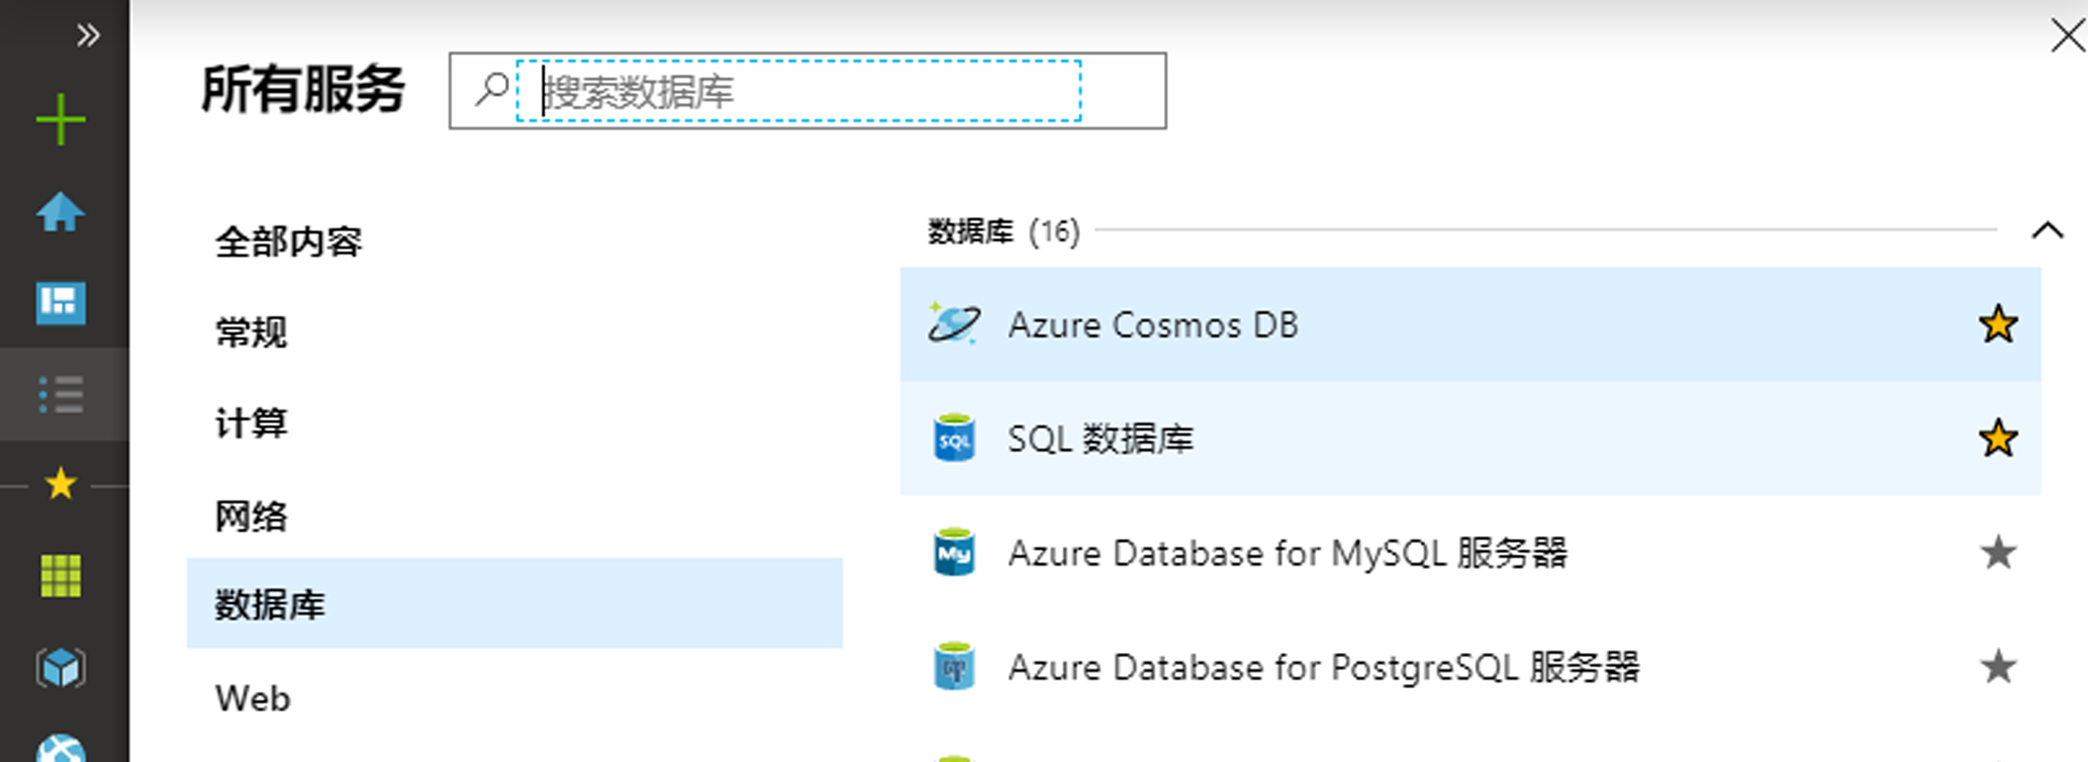 所有服务
搜索数据库
全部内容
常规
计算
网络
数据库
Web
数据库 (16)
Azure Cosmos DB
SQL
SQL 数据库
My
Azure Database for MySQL 服务器
Azure Database for PostgreSQL 服务器